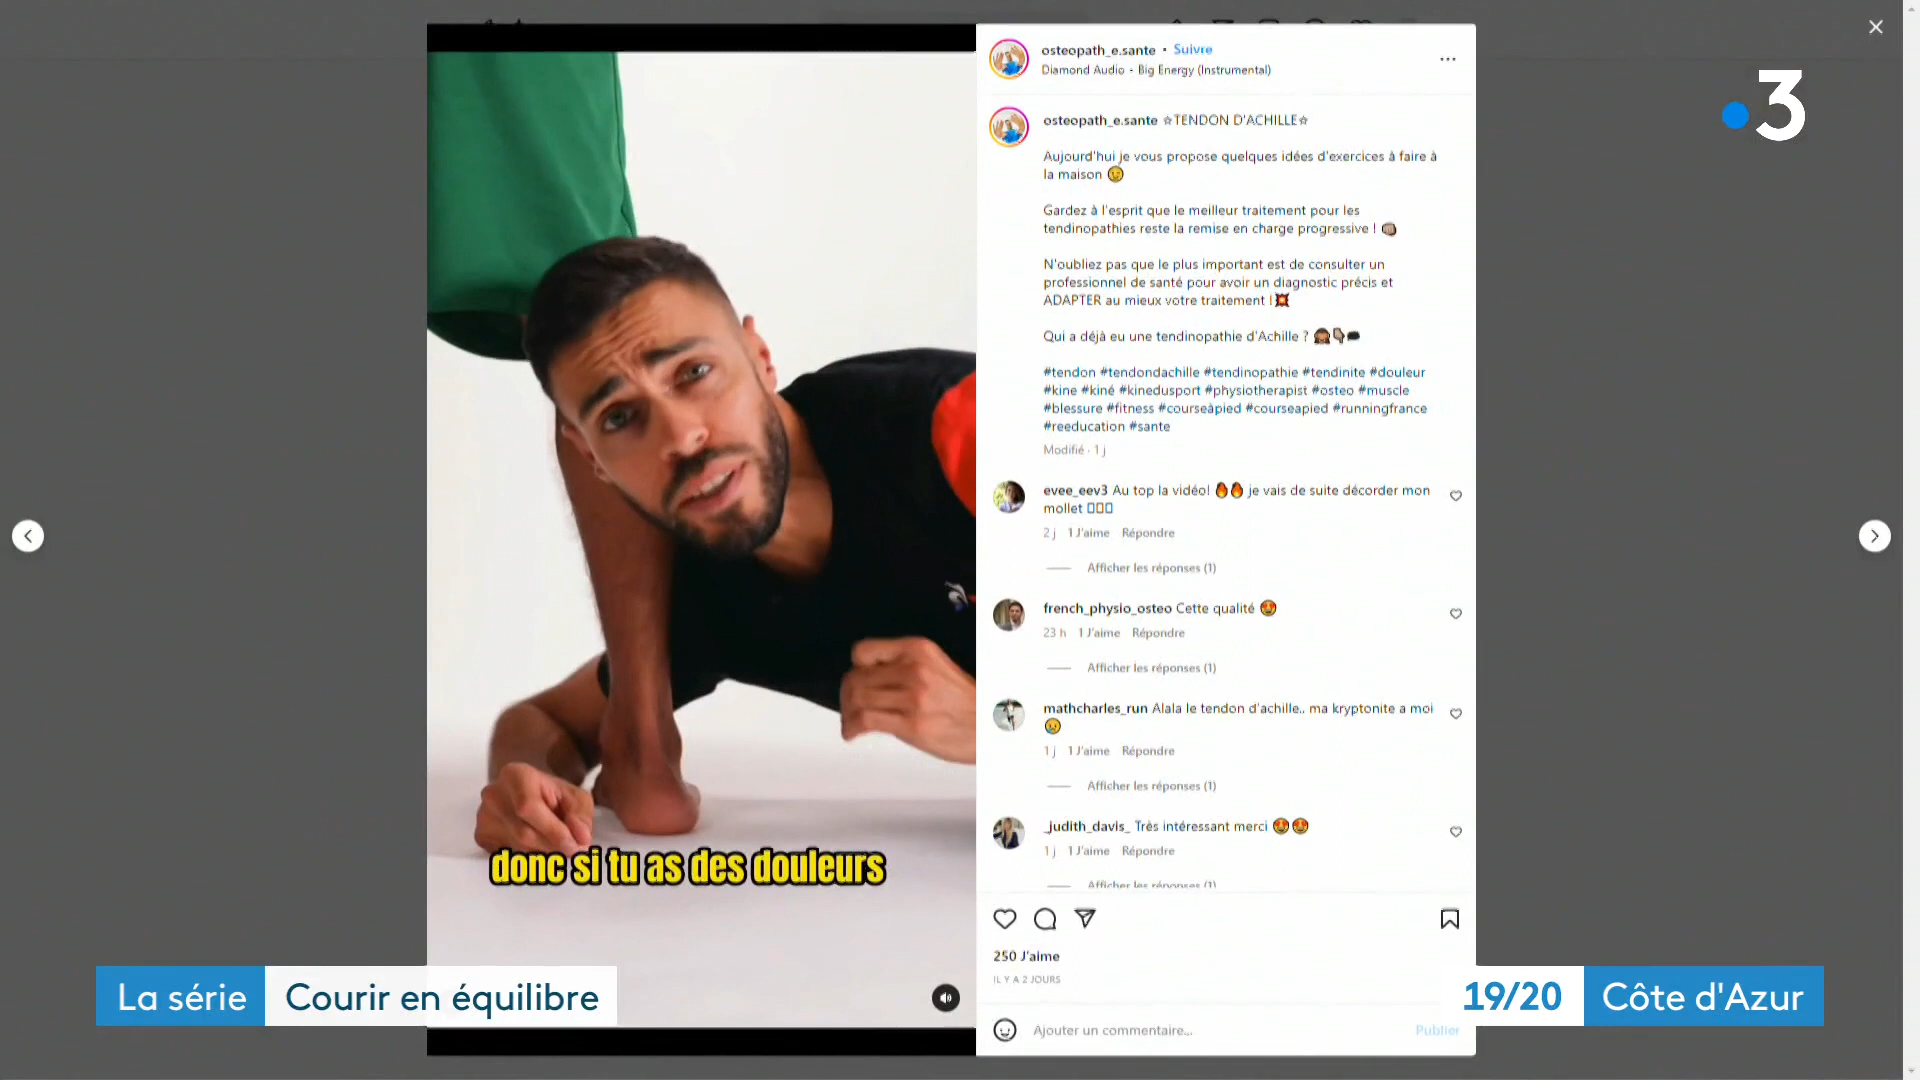 osteopath_e.sante • Suivre
Diamond Audio • Big Energy (Instrumental)
3
osteopath_e.sante ☆TENDON D'ACHILLE☆
Aujourd'hui je vous propose quelques idées d'exercices à faire à
la maison 😉
Gardez à l'esprit que le meilleur traitement pour les
tendinopathies reste la remise en charge progressive ! 👊🏼
N'oubliez pas que le plus important est de consulter un
professionnel de santé pour avoir un diagnostic précis et
ADAPTER au mieux votre traitement ! 💥
Qui a déjà eu une tendinopathie d'Achille ?
#tendon #tendondachille #tendinopathie #tendinite #douleur
#kine #kiné #kinedusport #physiotherapist #osteo #muscle
#blessure #fitness #courseàpied #courseapied #runningfrance
#reeducation #sante
Modifié · 1 j
evee_eev3 Au top la vidéo! 🔥🔥 je vais de suite décorder mon
mollet
2 j 1 J'aime Répondre
Afficher les réponses (1)
french_physio_osteo Cette qualité 🤩
23 h 1 J'aime Répondre
Afficher les réponses (1)
mathcharles_run Alala le tendon d'achille.. ma kryptonite a moi
😢
1 j 1 J'aime Répondre
Afficher les réponses (1)
_judith_davis_ Très intéressant merci 🤩🤩
1 j 1 J'aime Répondre
Afficher les réponses (1)
donc si tu as des douleurs
250 J'aime
IL Y A 2 JOURS
Ajouter un commentaire...
Publier
La série
Courir en équilibre
19/20
Côte d'Azur